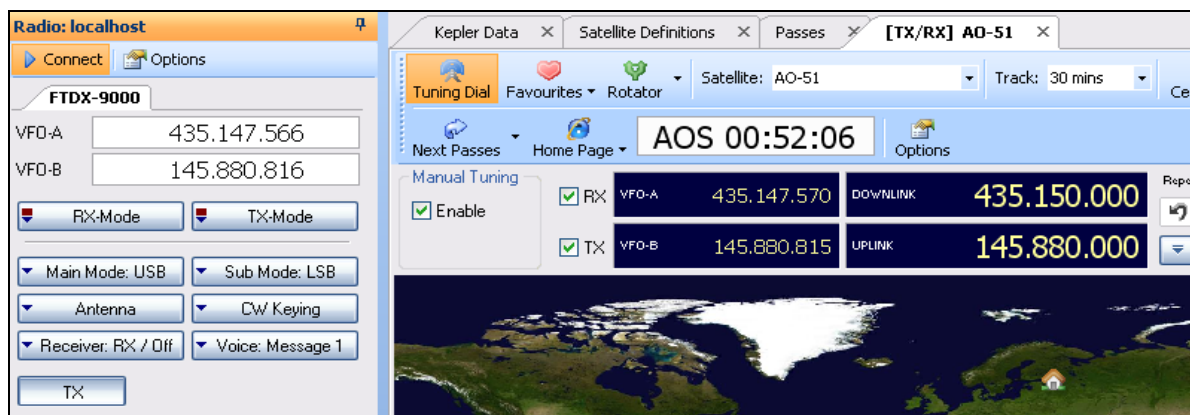 Radio: localhost
Connect Options
FTDX-9000
VFO-A 435.147.566
VFO-B 145.880.816
RX-Mode TX-Mode
Main Mode: USB Sub Mode: LSB
Antenna CW Keying
Receiver: RX / Off Voice: Message 1
TX
Kepler Data Satellite Definitions Passes [TX/RX] AO-51
Tuning Dial Favourites Rotator Satellite: AO-51 Track: 30 mins Ce
Next Passes Home Page AOS 00:52:06 Options
Manual Tuning
Enable
RX VFO-A 435.147.570 DOWNLINK 435.150.000 Repe
TX VFO-B 145.880.815 UPLINK 145.880.000